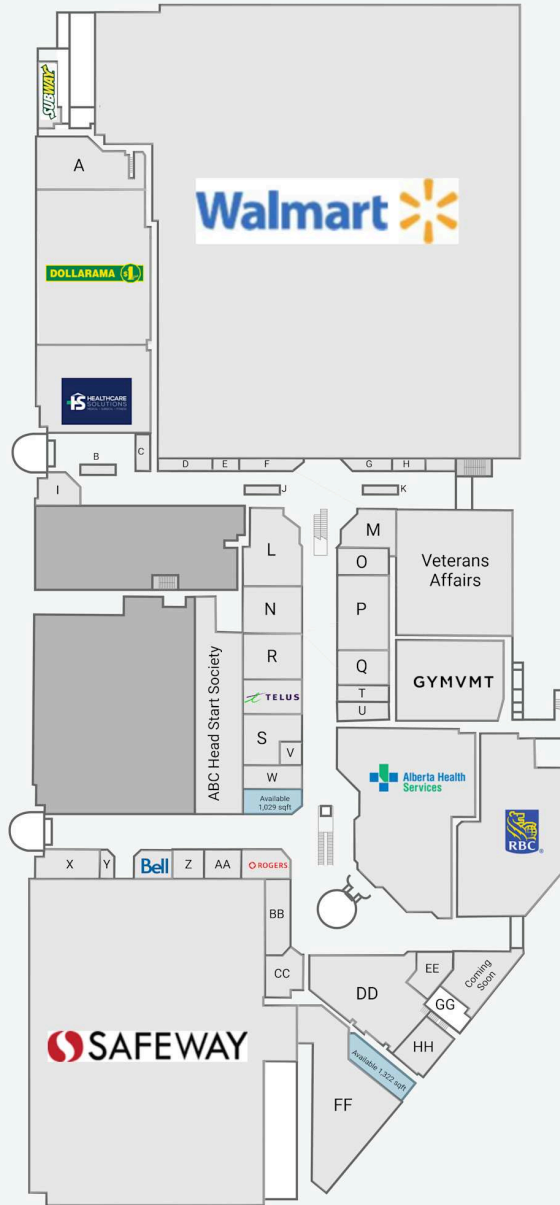 SUBWAY
A
Walmart
DOLLARAMA $1
HS HEALTHCARE
SOLUTIONS
B
C
D
E
F
G
H
I
J
K
L
M
Veterans
Affairs
O
N
P
R
Q
GYMVMT
TELUS
T
U
S
V
W
ABC Head Start Society
Available
1,029 sqft
Alberta Health
Services
RBC
X
Y
Bell
Z
AA
ROGERS
BB
CC
DD
EE
Coming
Soon
GG
HH
SAFEWAY
Available 1,322 sqft
FF